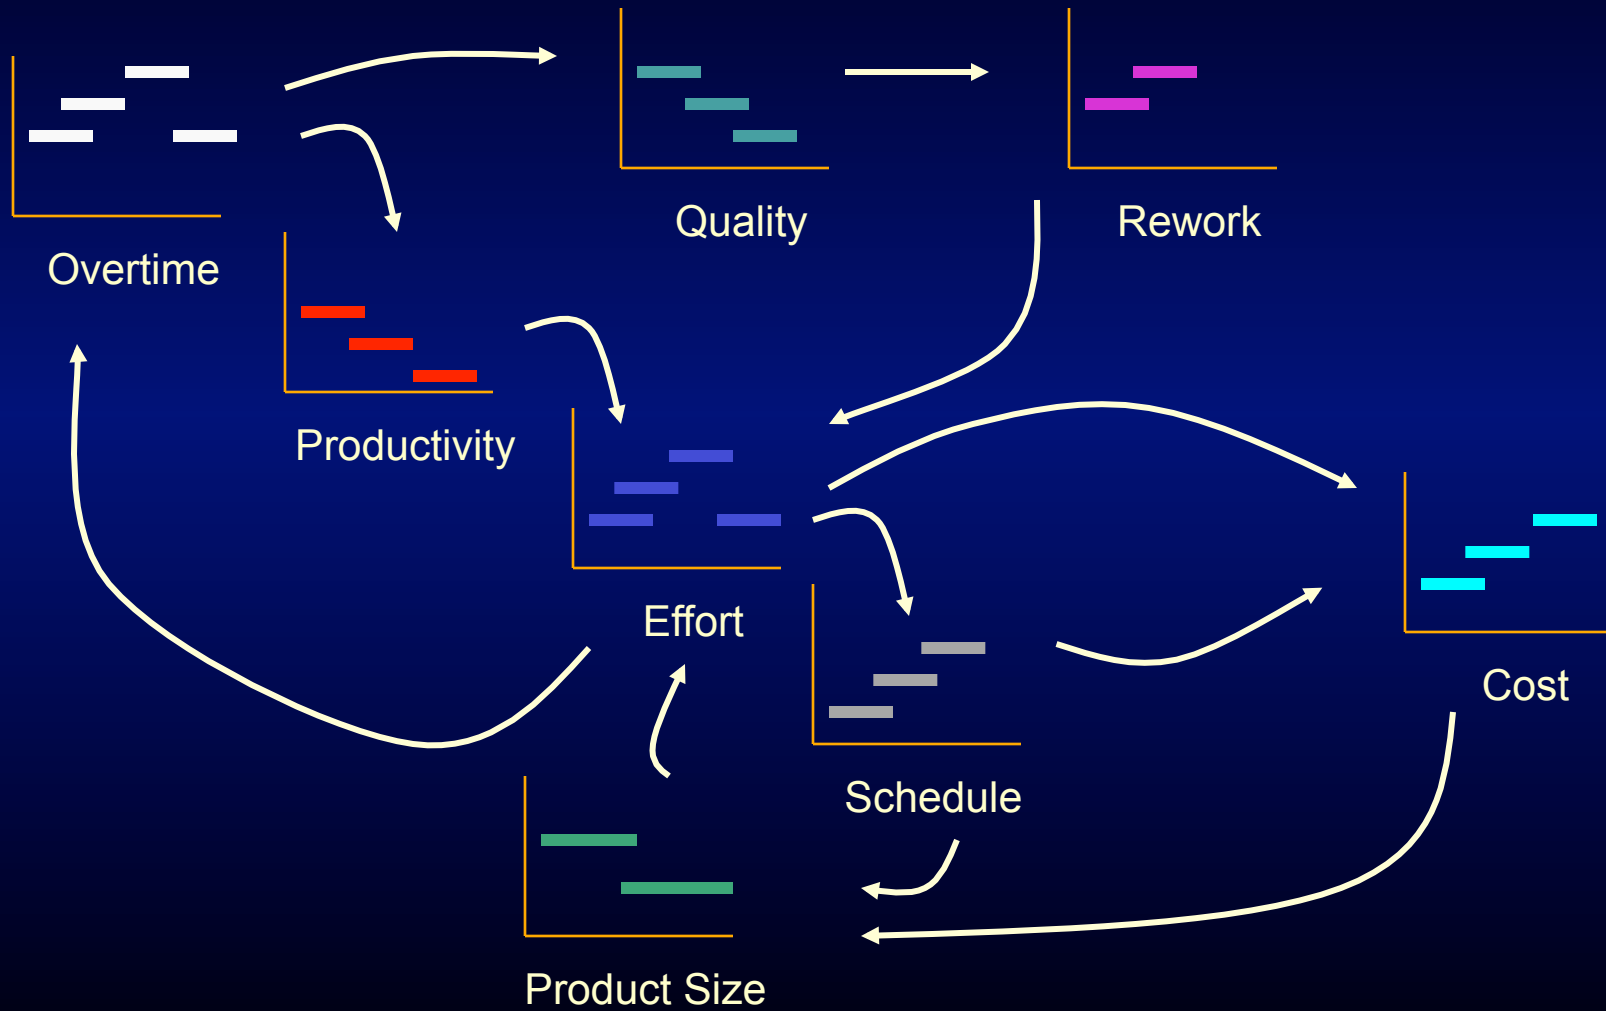 Quality
Rework
Overtime
Productivity
Effort
Cost
Schedule
Product Size